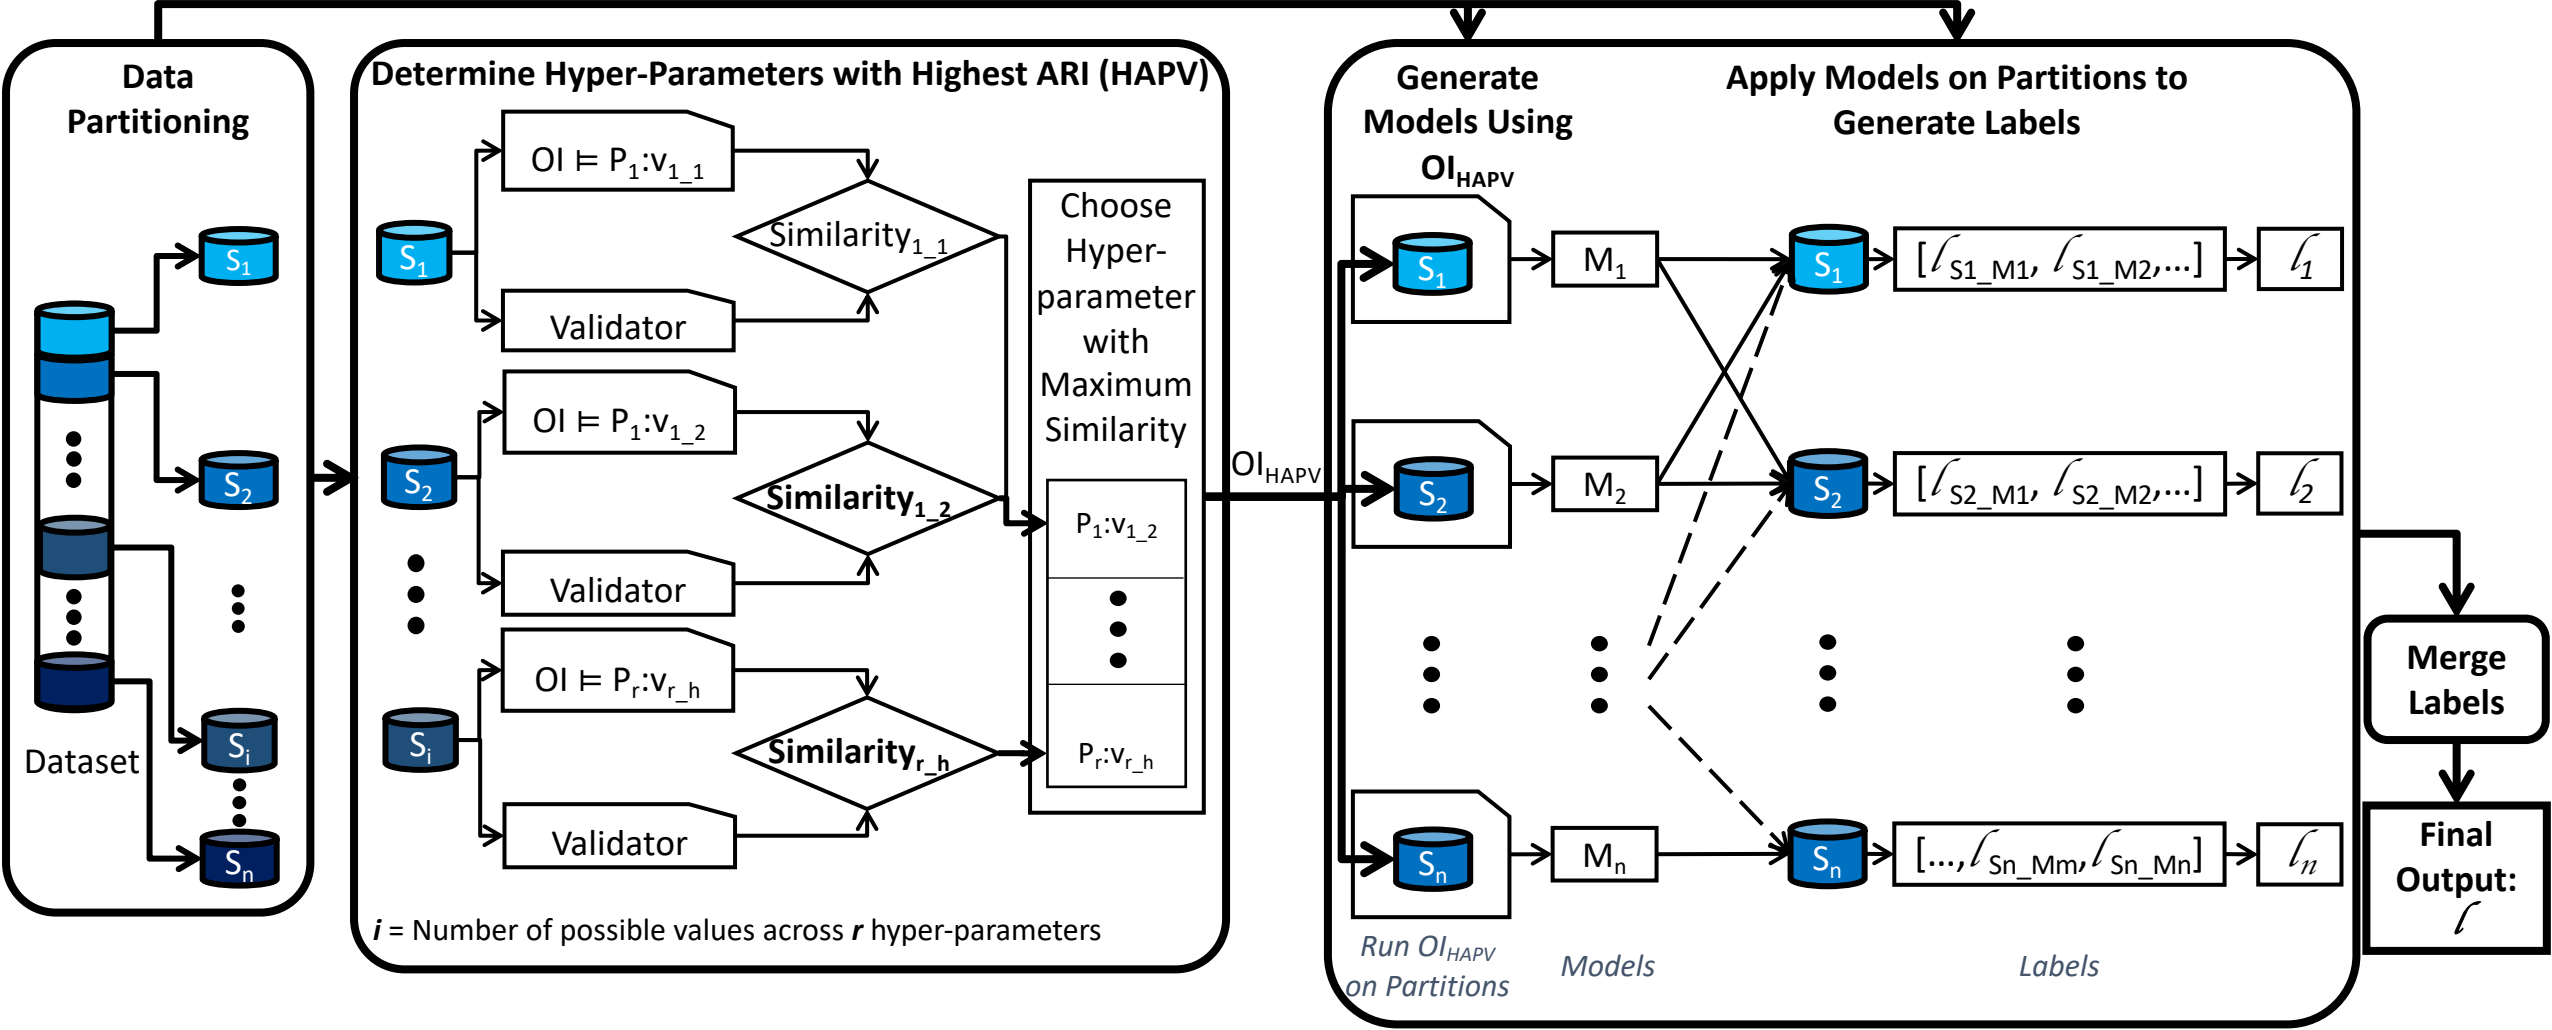 Data
Partitioning
S1
S2
Si
Sn
Dataset
Determine Hyper-Parameters with Highest ARI (HAPV)
S1
OI ⊨ P1:v1_1
Similarity1_1
Validator
S2
OI ⊨ P1:v1_2
Similarity1_2
Validator
Si
OI ⊨ Pr:vr_h
Similarityr_h
Validator
Choose
Hyper-
parameter
with
Maximum
Similarity
P1:v1_2
Pr:vr_h
i = Number of possible values across r hyper-parameters
OIHAPV
Generate
Models Using
OIHAPV
Apply Models on Partitions to
Generate Labels
S1
M1
S1
[lS1_M1, lS1_M2,...]
l1
S2
M2
S2
[lS2_M1, lS2_M2,...]
l2
Sn
Mn
Sn
[...,lSn_Mm,lSn_Mn]
ln
Run OIHAPV
on Partitions
Models
Labels
Merge
Labels
Final
Output:
l